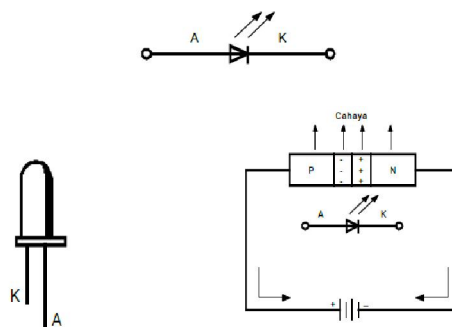 A K
Cahaya
P - + N
- +
- +
A K
K
A
+ -